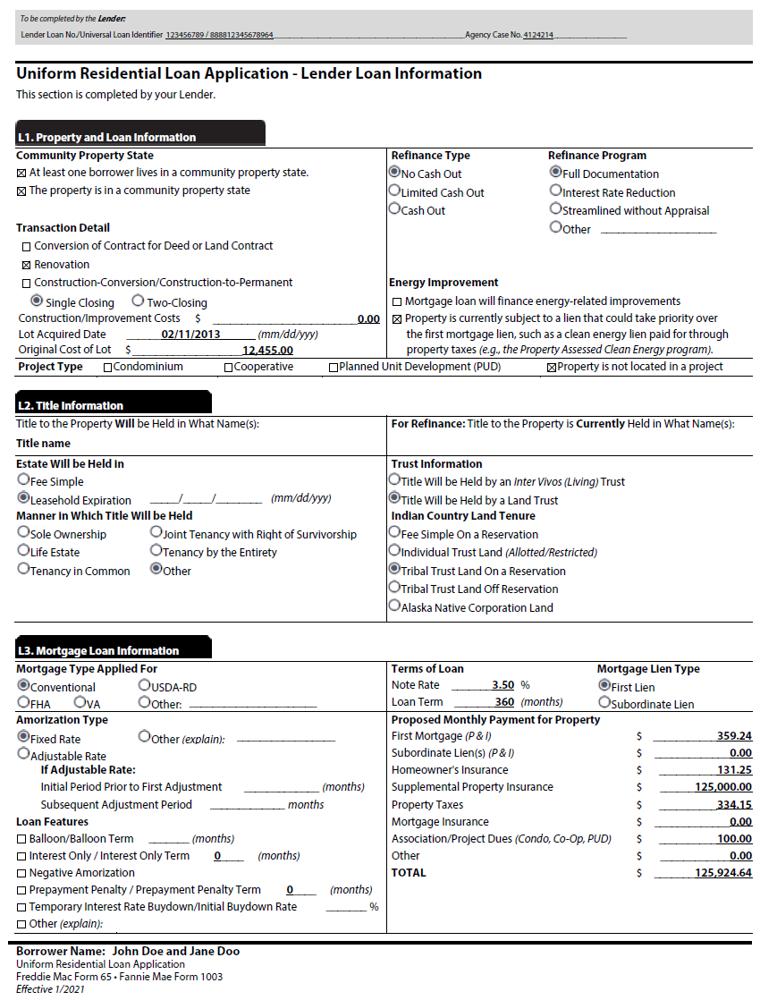 To be completed by the Lender:
Lender Loan No./Universal Loan Identifier 123456789 / 888812345678964 Agency Case No. 4124214
Uniform Residential Loan Application - Lender Loan Information
This section is completed by your Lender.
L1. Property and Loan Information
Community Property State
☒ At least one borrower lives in a community property state.
☒ The property is in a community property state
Transaction Detail
☐ Conversion of Contract for Deed or Land Contract
☒ Renovation
☐ Construction-Conversion/Construction-to-Permanent
◉ Single Closing ○ Two-Closing
Construction/Improvement Costs $ 0.00
Lot Acquired Date 02/11/2013 (mm/dd/yyy)
Original Cost of Lot $ 12,455.00
Refinance Type
◉ No Cash Out
○ Limited Cash Out
○ Cash Out
Refinance Program
◉ Full Documentation
○ Interest Rate Reduction
○ Streamlined without Appraisal
○ Other ____
Energy Improvement
☐ Mortgage loan will finance energy-related improvements
☒ Property is currently subject to a lien that could take priority over
the first mortgage lien, such as a clean energy lien paid for through
property taxes (e.g., the Property Assessed Clean Energy program).
Project Type ☐ Condominium ☐ Cooperative ☐ Planned Unit Development (PUD) ☒ Property is not located in a project
L2. Title Information
Title to the Property Will be Held in What Name(s):
Title name
For Refinance: Title to the Property is Currently Held in What Name(s):
Estate Will be Held in
○ Fee Simple
◉ Leasehold Expiration ____/____/____ (mm/dd/yyy)
Manner in Which Title Will be Held
○ Sole Ownership ○ Joint Tenancy with Right of Survivorship
○ Life Estate ○ Tenancy by the Entirety
○ Tenancy in Common ◉ Other
Trust Information
○ Title Will be Held by an Inter Vivos (Living) Trust
◉ Title Will be Held by a Land Trust
Indian Country Land Tenure
○ Fee Simple On a Reservation
○ Individual Trust Land (Allotted/Restricted)
◉ Tribal Trust Land On a Reservation
○ Tribal Trust Land Off Reservation
○ Alaska Native Corporation Land
L3. Mortgage Loan Information
Mortgage Type Applied For
◉ Conventional ○ USDA-RD
○ FHA ○ VA ○ Other: ____
Amorization Type
◉ Fixed Rate ○ Other (explain): ____
○ Adjustable Rate
If Adjustable Rate:
Initial Period Prior to First Adjustment ____ (months)
Subsequent Adjustment Period ____ months
Loan Features
☐ Balloon/Balloon Term ____ (months)
☐ Interest Only / Interest Only Term 0 (months)
☐ Negative Amorization
☐ Prepayment Penalty / Prepayment Penalty Term 0 (months)
☐ Temporary Interest Rate Buydown/Initial Buydown Rate ____ %
☐ Other (explain):
Terms of Loan
Note Rate 3.50 %
Loan Term 360 (months)
Mortgage Lien Type
◉ First Lien
○ Subordinate Lien
Proposed Monthly Payment for Property
First Mortgage (P & I) $ 359.24
Subordinate Lien(s) (P & I) $ 0.00
Homeowner's Insurance $ 131.25
Supplemental Property Insurance $ 125,000.00
Property Taxes $ 334.15
Mortgage Insurance $ 0.00
Association/Project Dues (Condo, Co-Op, PUD) $ 100.00
Other $ 0.00
TOTAL $ 125,924.64
Borrower Name: John Doe and Jane Doo
Uniform Residential Loan Application
Freddie Mac Form 65 • Fannie Mae Form 1003
Effective 1/2021